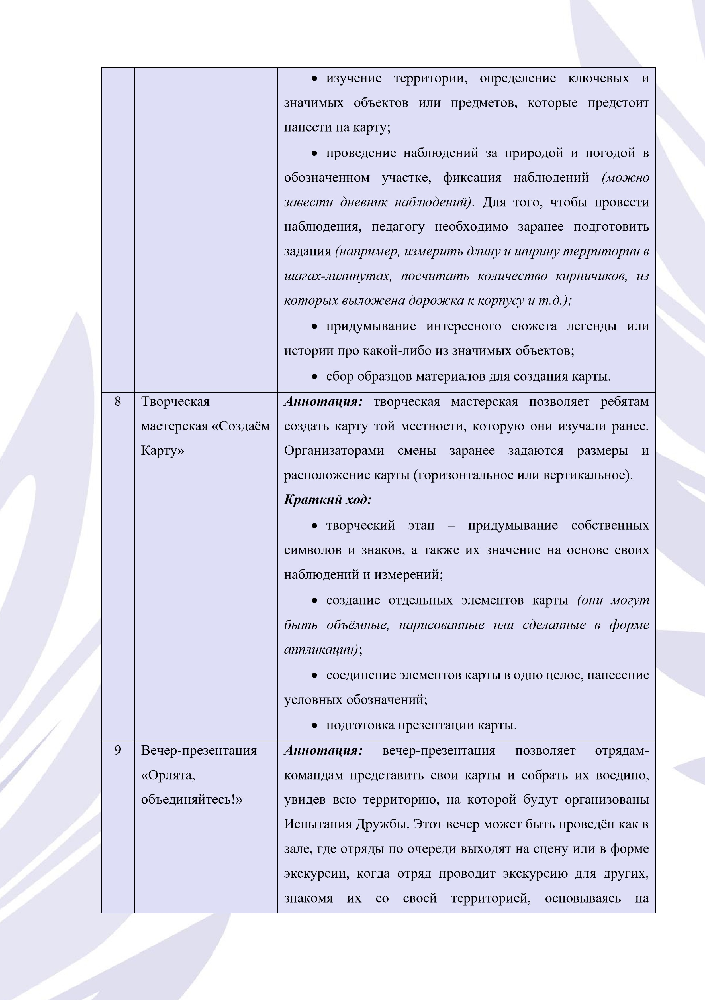 • изучение территории, определение ключевых и
значимых объектов или предметов, которые предстоит
нанести на карту;
• проведение наблюдений за природой и погодой в
обозначенном участке, фиксация наблюдений (можно
завести дневник наблюдений). Для того, чтобы провести
наблюдения, педагогу необходимо заранее подготовить
задания (например, измерить длину и ширину территории в
шагах-лилипутах, посчитать количество кирпичиков, из
которых выложена дорожка к корпусу и т.д.);
• придумывание интересного сюжета легенды или
истории про какой-либо из значимых объектов;
• сбор образцов материалов для создания карты.
8
Творческая
мастерская «Создаём
Карту»
Аннотация: творческая мастерская позволяет ребятам
создать карту той местности, которую они изучали ранее.
Организаторами смены заранее задаются размеры и
расположение карты (горизонтальное или вертикальное).
Краткий ход:
• творческий этап – придумывание собственных
символов и знаков, а также их значение на основе своих
наблюдений и измерений;
• создание отдельных элементов карты (они могут
быть объёмные, нарисованные или сделанные в форме
аппликации);
• соединение элементов карты в одно целое, нанесение
условных обозначений;
• подготовка презентации карты.
9
Вечер-презентация
«Орлята,
объединяйтесь!»
Аннотация: вечер-презентация позволяет отрядам-
командам представить свои карты и собрать их воедино,
увидев всю территорию, на которой будут организованы
Испытания Дружбы. Этот вечер может быть проведён как в
зале, где отряды по очереди выходят на сцену или в форме
экскурсии, когда отряд проводит экскурсию для других,
знакомя их со своей территорией, основываясь на